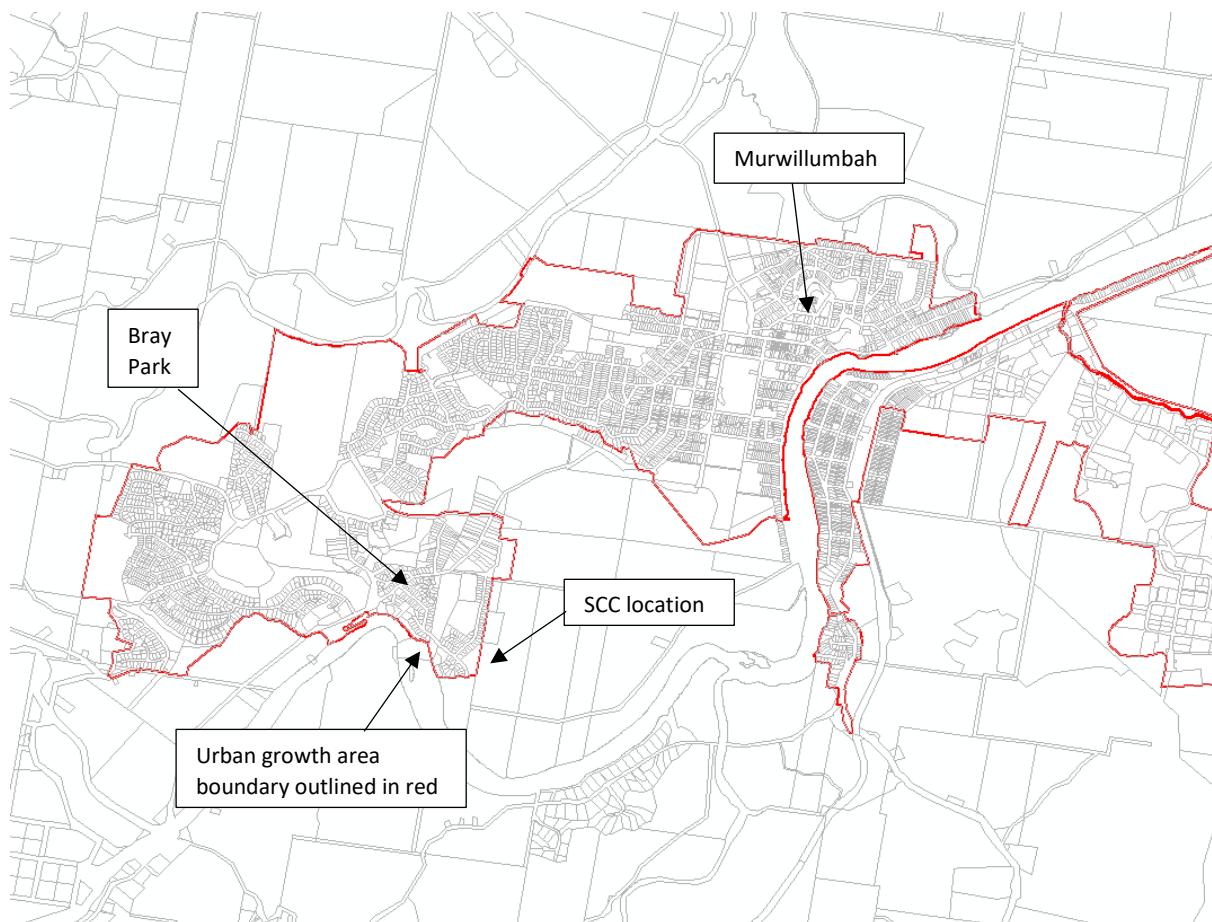 Murwillumbah
Bray
Park
SCC location
Urban growth area
boundary outlined in red